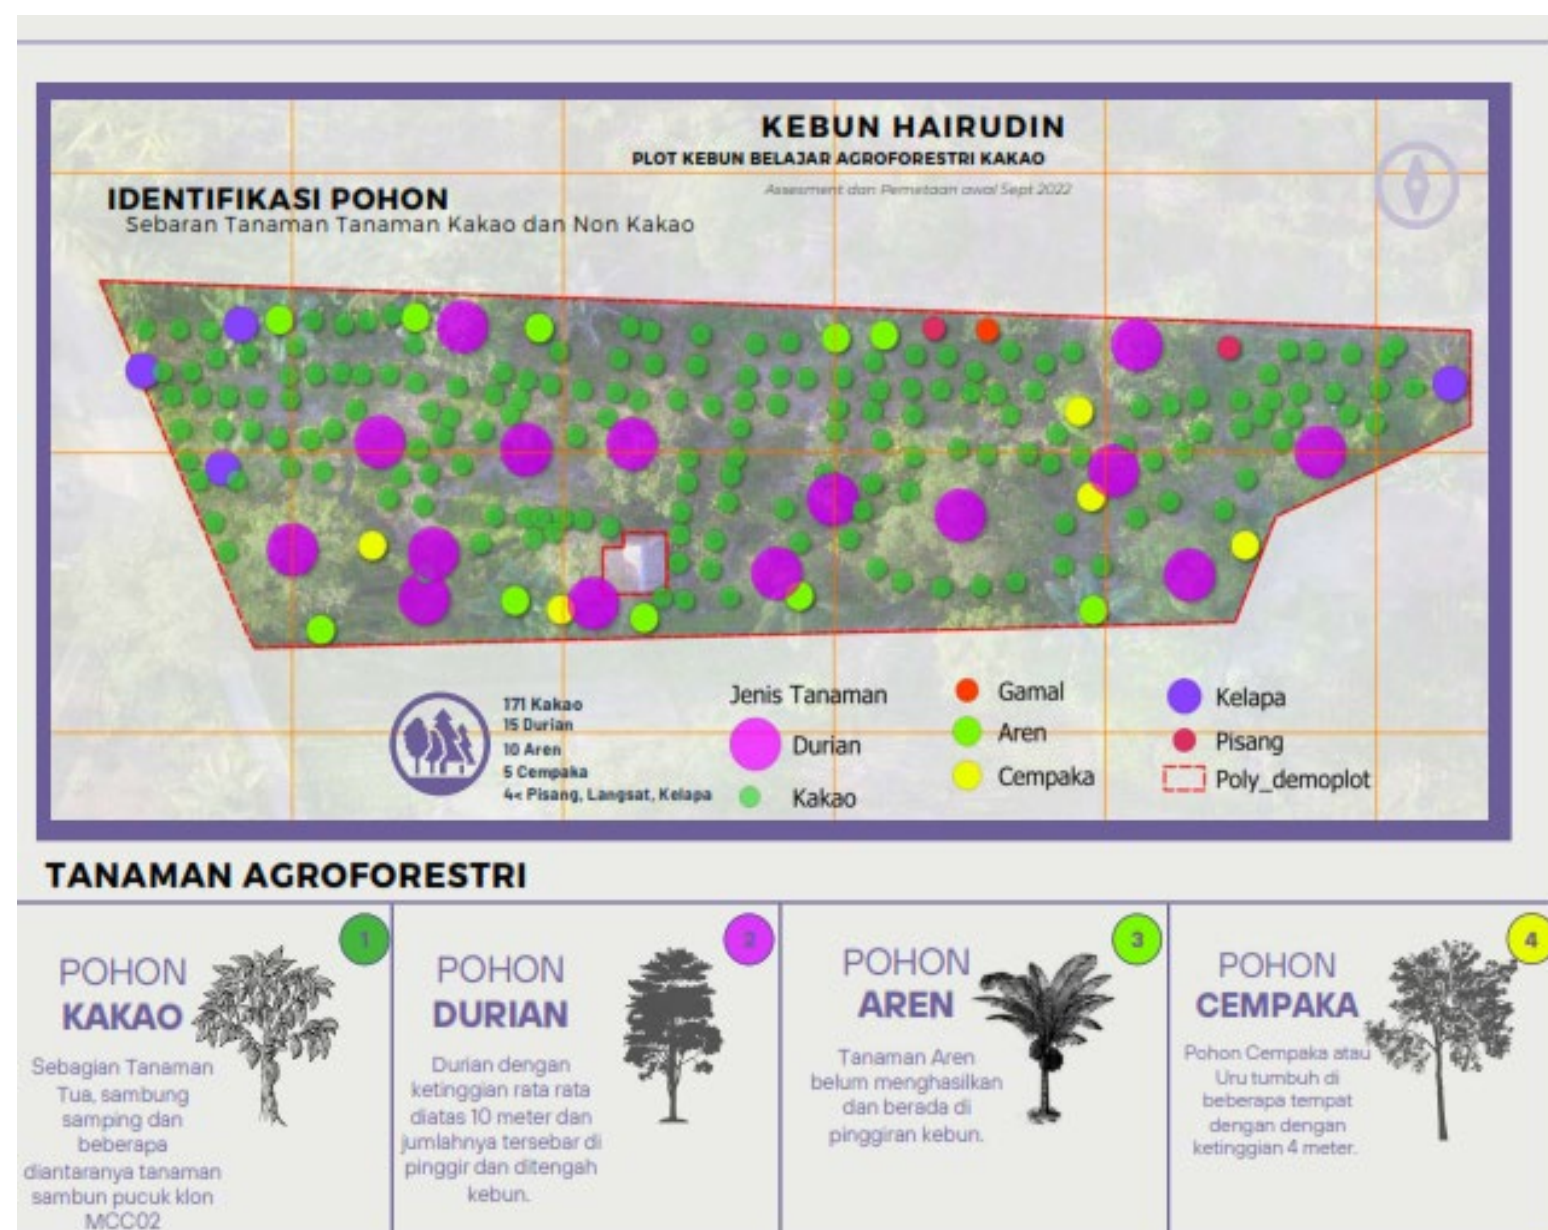 KEBUN HAIRUDIN
PLOT KEBUN BELAJAR AGROFORESTRI KAKAO
Assesment dan Pemetaan awal Sept 2022
IDENTIFIKASI POHON
Sebaran Tanaman Tanaman Kakao dan Non Kakao
171 Kakao
15 Durian
10 Aren
5 Cempaka
4< Pisang, Langsat, Kelapa
Jenis Tanaman
Durian
Kakao
Gamal
Aren
Cempaka
Kelapa
Pisang
Poly_demoplot
TANAMAN AGROFORESTRI
1
POHON
KAKAO
Sebagian Tanaman
Tua, sambung
samping dan
beberapa
diantaranya tanaman
sambun pucuk klon
MCC02
2
POHON
DURIAN
Durian dengan
ketinggian rata rata
diatas 10 meter dan
jumlahnya tersebar di
pinggir dan ditengah
kebun.
3
POHON
AREN
Tanaman Aren
belum menghasilkan
dan berada di
pinggiran kebun.
4
POHON
CEMPAKA
Pohon Cempaka atau
Uru tumbuh di
beberapa tempat
dengan dengan
ketinggian 4 meter.